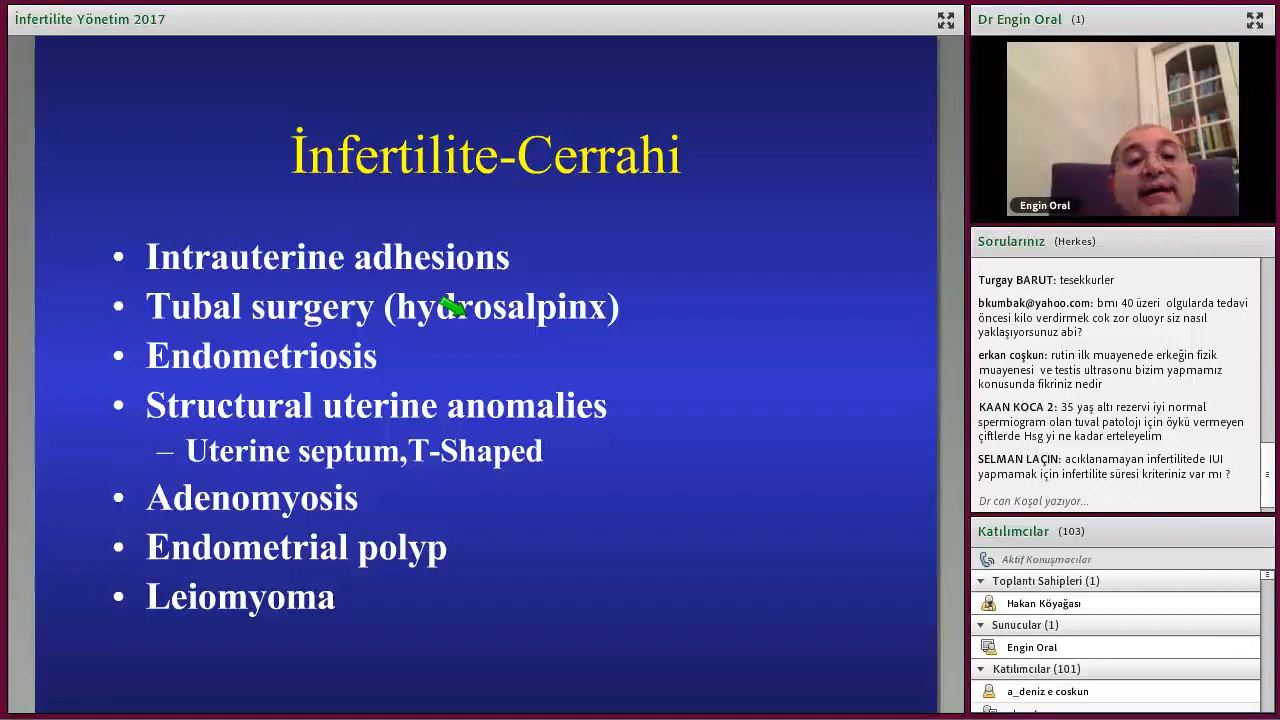 İnfertilite Yönetim 2017
İnfertilite-Cerrahi
• Intrauterine adhesions
• Tubal surgery (hydrosalpinx)
• Endometriosis
• Structural uterine anomalies
– Uterine septum,T-Shaped
• Adenomyosis
• Endometrial polyp
• Leiomyoma
Dr Engin Oral (1)
Engin Oral
Sorularınız (Herkes)
Turgay BARUT: tesekkurler
bkumbak@yahoo.com: bmı 40 üzeri olgularda tedavi
öncesi kilo verdirmek cok zor oluoyr siz nasıl
yaklaşıyorsunuz abi?
erkan coşkun: rutin ilk muayenede erkeğin fizik
muayenesi ve testis ultrasonu bizim yapmamız
konusunda fikriniz nedir
KAAN KOCA 2: 35 yaş altı rezervi iyi normal
spermiogram olan tuval patoloji için öykü vermeyen
çiftlerde Hsg yi ne kadar erteleyelim
SELMAN LAÇIN: acıklanamayan infertilitede IUI
yapmamak için infertilite süresi kriteriniz var mı ?
Dr can Koşal yazıyor...
Katılımcılar (103)
Aktif Konuşmacılar
Toplantı Sahipleri (1)
Hakan Köyağası
Sunucular (1)
Engin Oral
Katılımcılar (101)
a_deniz e coskun